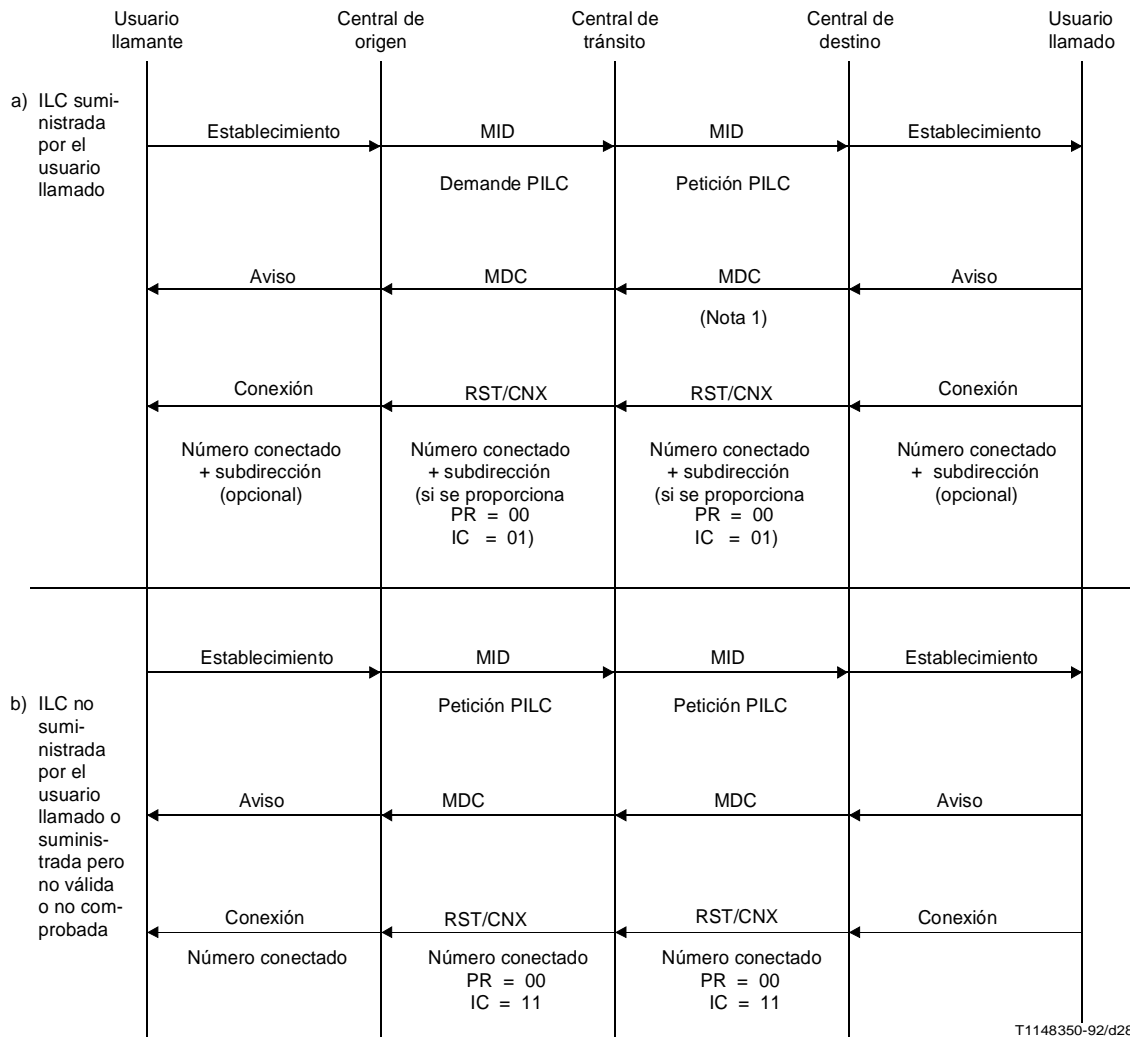 Usuario
llamante
Central de
origen
Central de
tránsito
Central de
destino
Usuario
llamado
a) ILC sumi-
nistrada
por el
usuario
llamado
Establecimiento
MID
MID
Establecimiento
Demande PILC
Petición PILC
Aviso
MDC
MDC
Aviso
(Nota 1)
Conexión
RST/CNX
RST/CNX
Conexión
Número conectado
+ subdirección
(opcional)
Número conectado
+ subdirección
(si se proporciona
PR = 00
IC = 01)
Número conectado
+ subdirección
(si se proporciona
PR = 00
IC = 01)
Número conectado
+ subdirección
(opcional)
b) ILC no
sumi-
nistrada
por el
usuario
llamado o
suminis-
trada pero
no válida
o no com-
probada
Establecimiento
MID
MID
Establecimiento
Petición PILC
Petición PILC
Aviso
MDC
MDC
Aviso
Conexión
RST/CNX
RST/CNX
Conexión
Número conectado
Número conectado
PR = 00
IC = 11
Número conectado
PR = 00
IC = 11
T1148350-92/d28